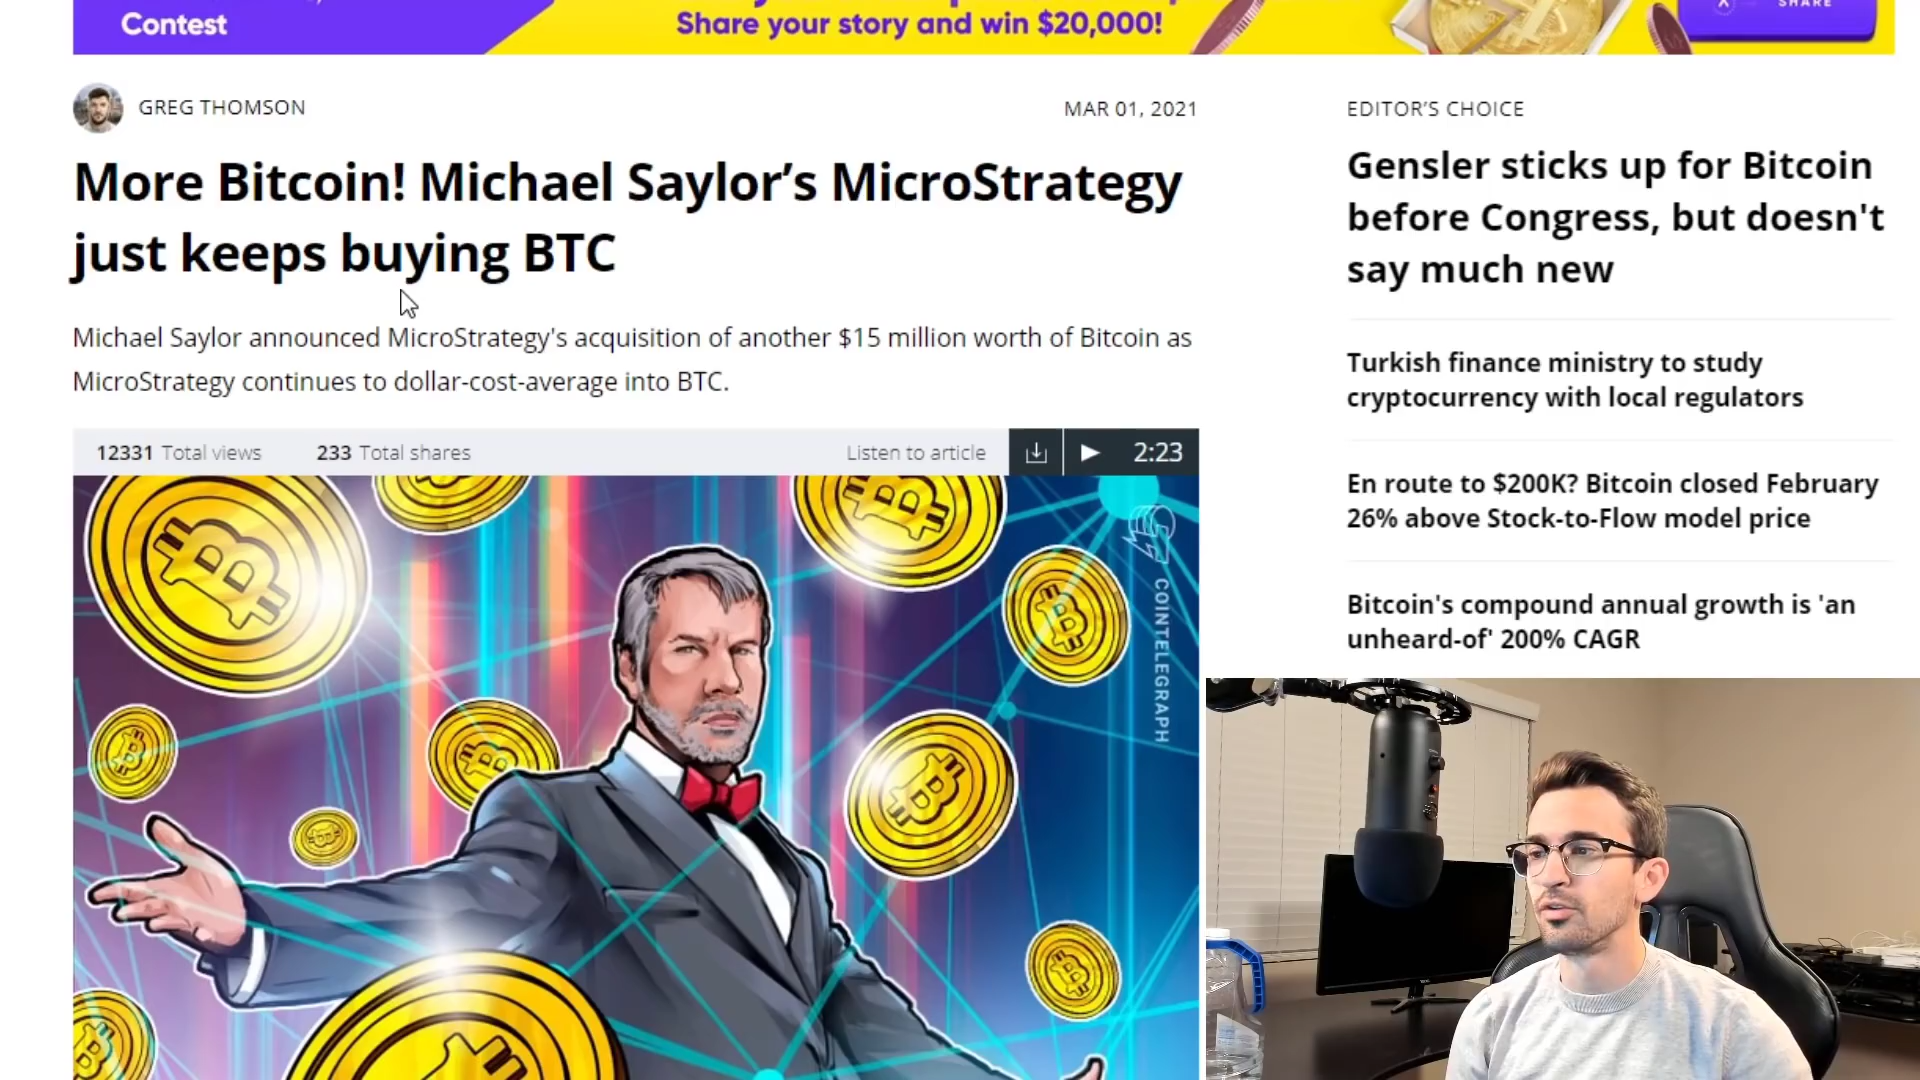 Contest
Share your story and win $20,000!
SHARE
GREG THOMSON
MAR 01, 2021
More Bitcoin! Michael Saylor’s MicroStrategy
just keeps buying BTC
Michael Saylor announced MicroStrategy's acquisition of another $15 million worth of Bitcoin as
MicroStrategy continues to dollar-cost-average into BTC.
12331 Total views
233 Total shares
Listen to article
2:23
COINTELEGRAPH
EDITOR’S CHOICE
Gensler sticks up for Bitcoin
before Congress, but doesn't
say much new
Turkish finance ministry to study
cryptocurrency with local regulators
En route to $200K? Bitcoin closed February
26% above Stock-to-Flow model price
Bitcoin's compound annual growth is 'an
unheard-of' 200% CAGR